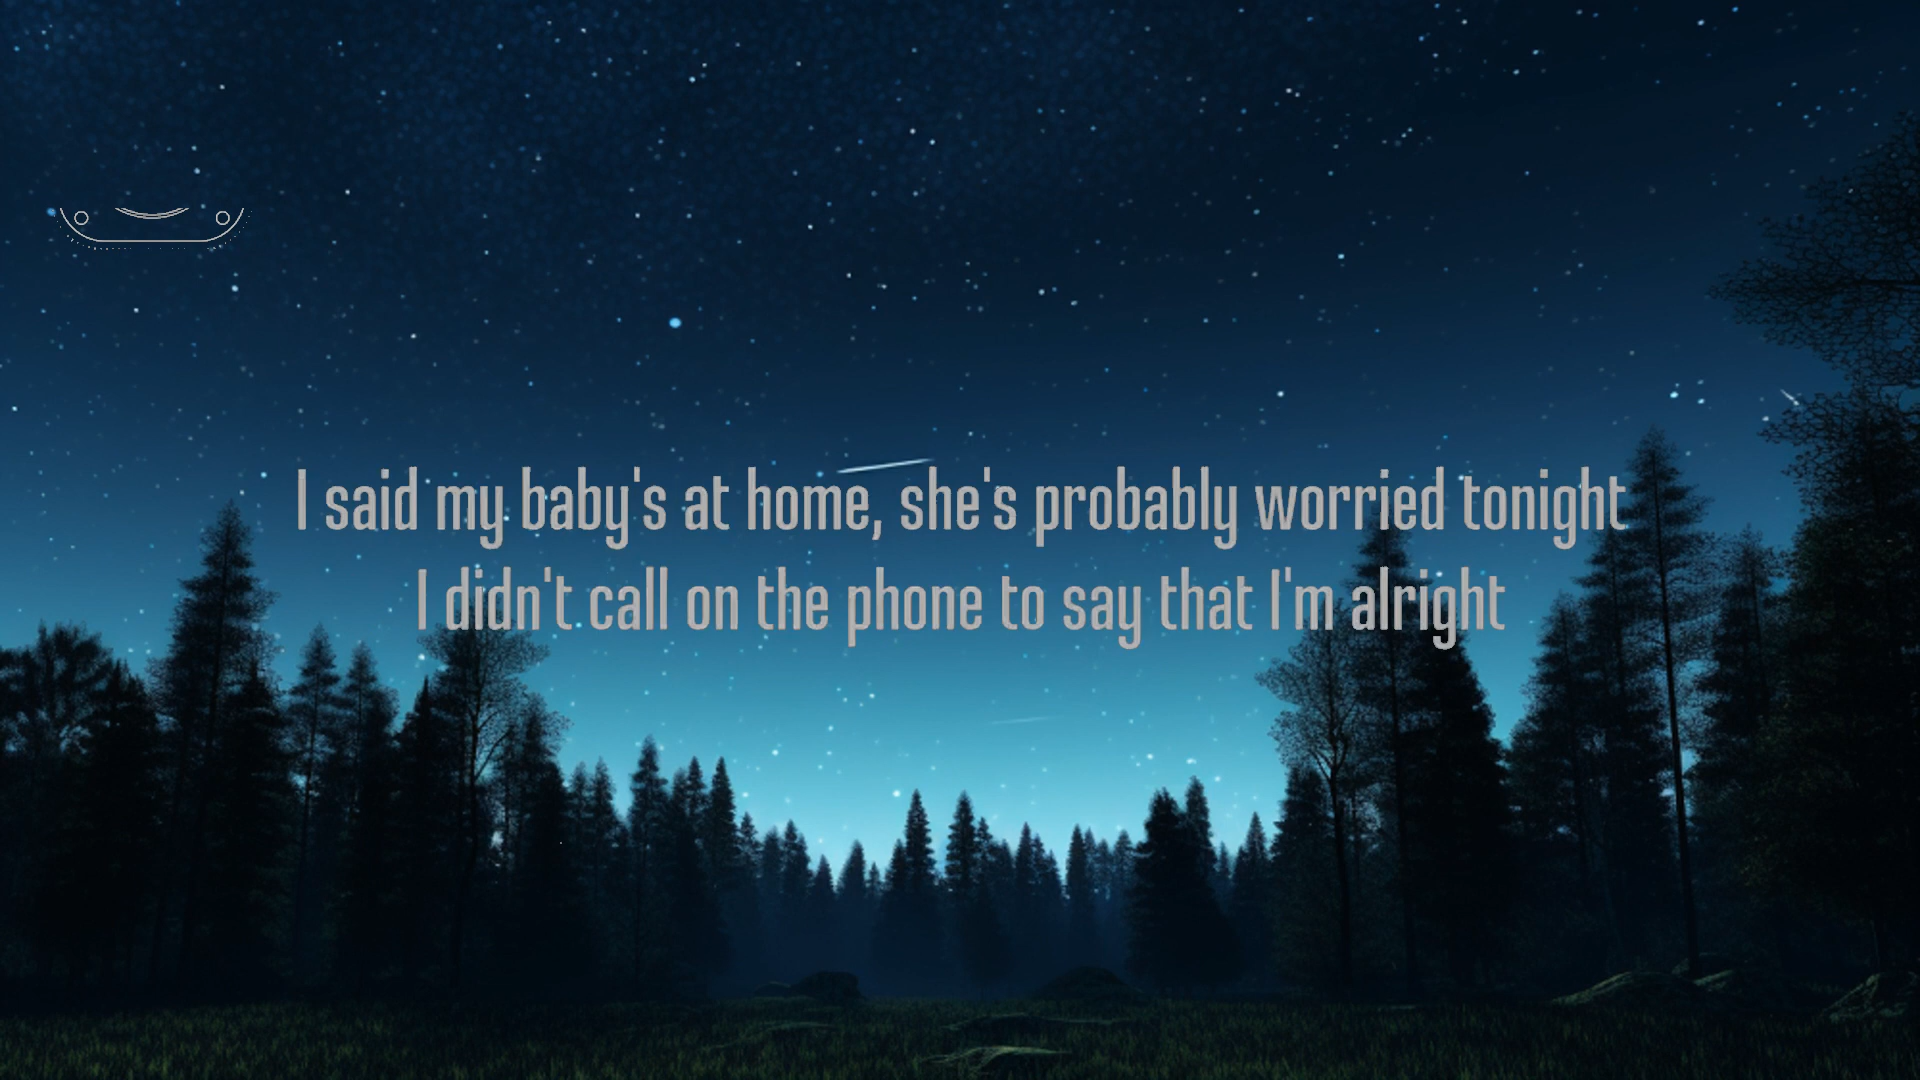 I said my baby's at home, she's probably worried tonight
I didn't call on the phone to say that I'm alright